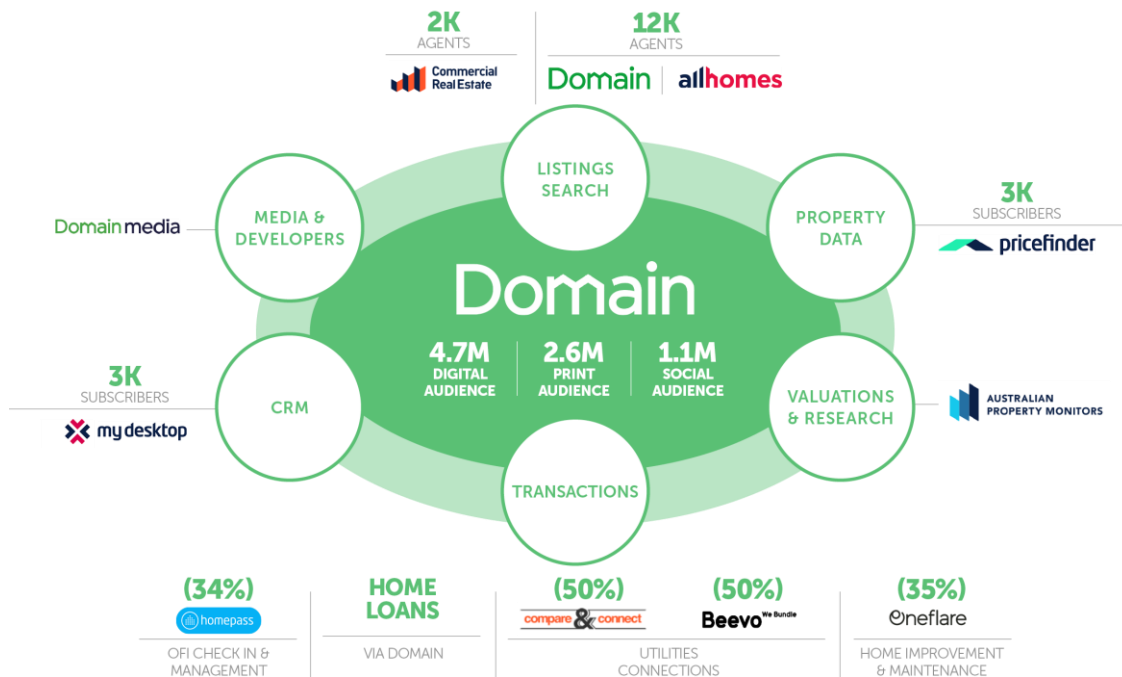 2K
AGENTS
Commercial
Real Estate
12K
AGENTS
Domain
allhomes
LISTINGS
SEARCH
MEDIA &
DEVELOPERS
Domain media
PROPERTY
DATA
3K
SUBSCRIBERS
pricefinder
Domain
4.7M
DIGITAL
AUDIENCE
2.6M
PRINT
AUDIENCE
1.1M
SOCIAL
AUDIENCE
3K
SUBSCRIBERS
my desktop
CRM
VALUATIONS
& RESEARCH
AUSTRALIAN
PROPERTY MONITORS
TRANSACTIONS
(34%)
homepass
OFI CHECK IN &
MANAGEMENT
HOME
LOANS
VIA DOMAIN
(50%)
compare & connect
(50%)
Beevo We Bundle
UTILITIES
CONNECTIONS
(35%)
Oneflare
HOME IMPROVEMENT
& MAINTENANCE